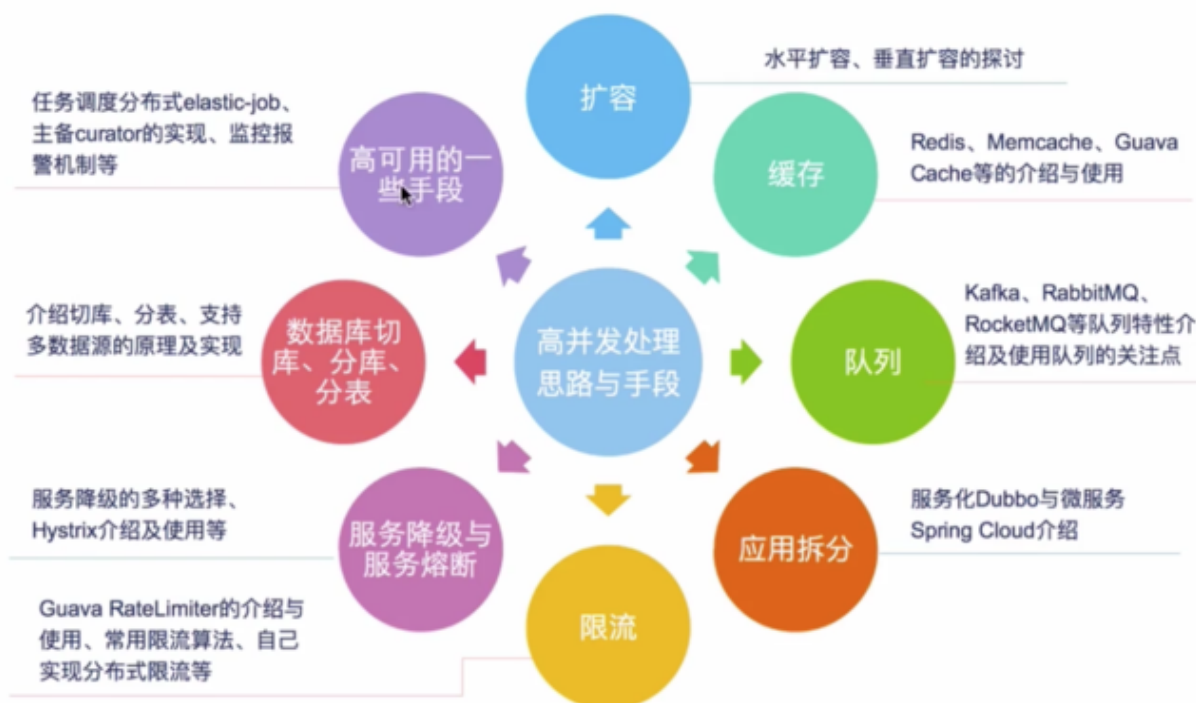 扩容
水平扩容、垂直扩容的探讨
缓存
Redis、Memcache、Guava
Cache等的介绍与使用
队列
Kafka、RabbitMQ、
RocketMQ等队列特性介
绍及使用队列的关注点
应用拆分
服务化Dubbo与微服务
Spring Cloud介绍
限流
Guava RateLimiter的介绍与
使用、常用限流算法、自己
实现分布式限流等
服务降级与
服务熔断
服务降级的多种选择、
Hystrix介绍及使用等
数据库切
库、分库、
分表
介绍切库、分表、支持
多数据源的原理及实现
高可用的一
些手段
任务调度分布式elastic-job、
主备curator的实现、监控报
警机制等
高并发处理
思路与手段